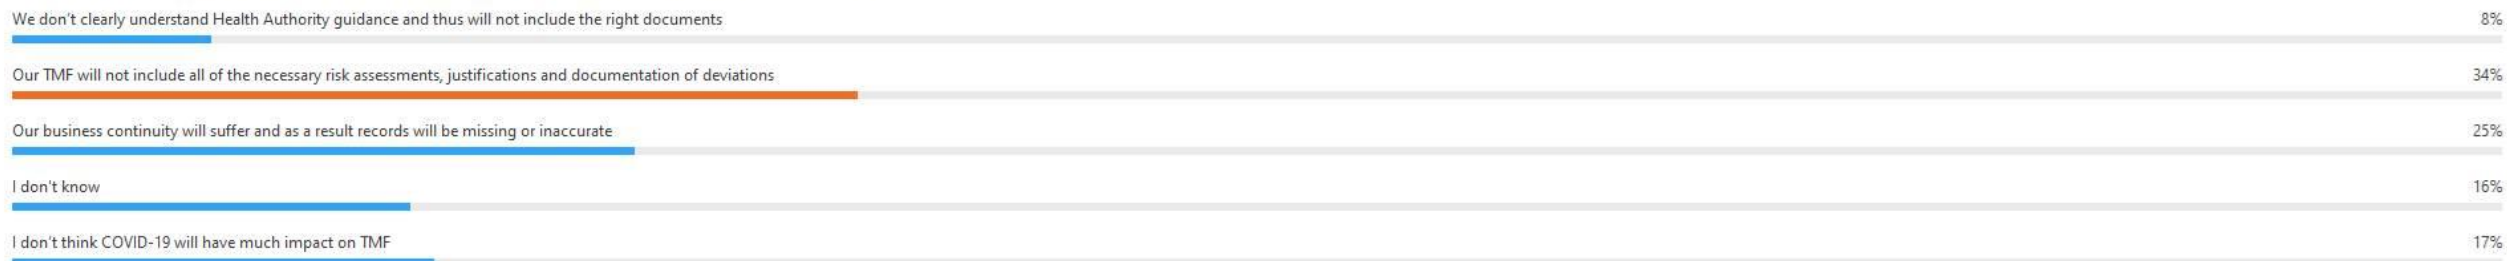 We don't clearly understand Health Authority guidance and thus will not include the right documents 8%
Our TMF will not include all of the necessary risk assessments, justifications and documentation of deviations 34%
Our business continuity will suffer and as a result records will be missing or inaccurate 25%
I don't know 16%
I don't think COVID-19 will have much impact on TMF 17%